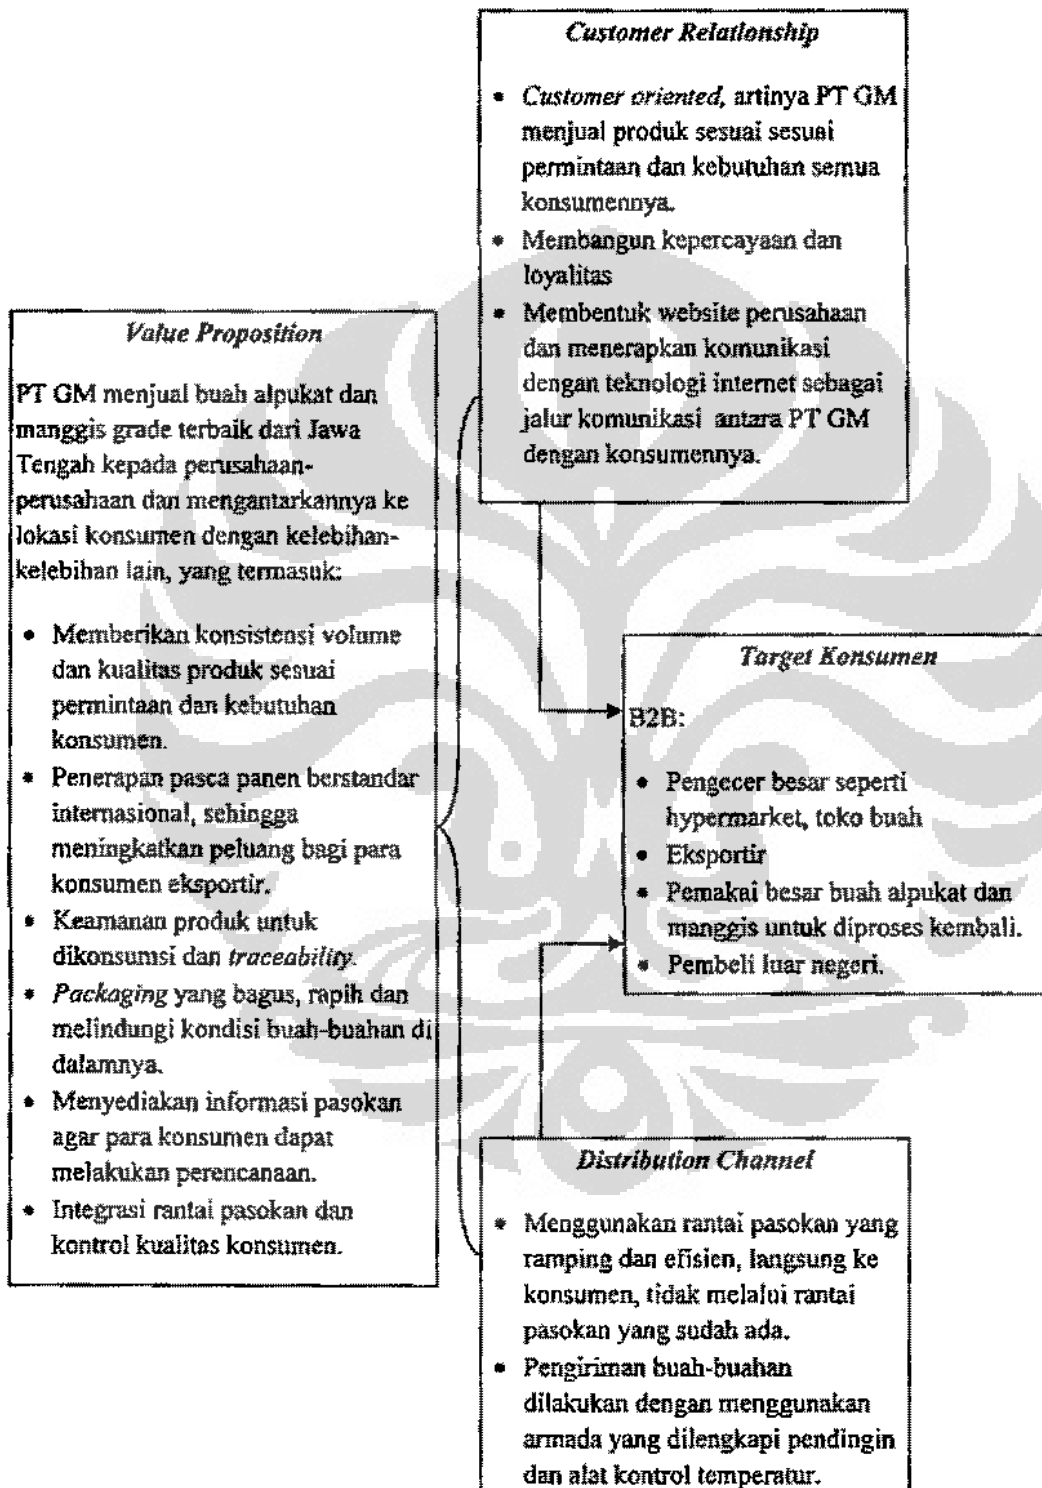 Customer Relationship
• Customer oriented, artinya PT GM
menjual produk sesuai sesuai
permintaan dan kebutuhan semua
konsumennya.
• Membangun kepercayaan dan
loyalitas
• Membentuk website perusahaan
dan menerapkan komunikasi
dengan teknologi internet sebagai
jalur komunikasi antara PT GM
dengan konsumennya.
Value Proposition
PT GM menjual buah alpukat dan
manggis grade terbaik dari Jawa
Tengah kepada perusahaan-
perusahaan dan mengantarkannya ke
lokasi konsumen dengan kelebihan-
kelebihan lain, yang termasuk:
• Memberikan konsistensi volume
dan kualitas produk sesuai
permintaan dan kebutuhan
konsumen.
• Penerapan pasca panen berstandar
internasional, sehingga
meningkatkan peluang bagi para
konsumen eksportir.
• Keamanan produk untuk
dikonsumsi dan traceability.
• Packaging yang bagus, rapih dan
melindungi kondisi buah-buahan di
dalamnya.
• Menyediakan informasi pasokan
agar para konsumen dapat
melakukan perencanaan.
• Integrasi rantai pasokan dan
kontrol kualitas konsumen.
Target Konsumen
B2B:
• Pengecer besar seperti
hypermarket, toko buah
• Eksportir
• Pemakai besar buah alpukat dan
manggis untuk diproses kembali.
• Pembeli luar negeri.
Distribution Channel
• Menggunakan rantai pasokan yang
ramping dan efisien, langsung ke
konsumen, tidak melalui rantai
pasokan yang sudah ada.
• Pengiriman buah-buahan
dilakukan dengan menggunakan
armada yang dilengkapi pendingin
dan alat kontrol temperatur.